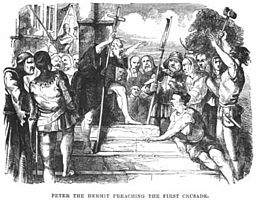 PETER THE HERMIT PREACHING THE FIRST CRUSADE.